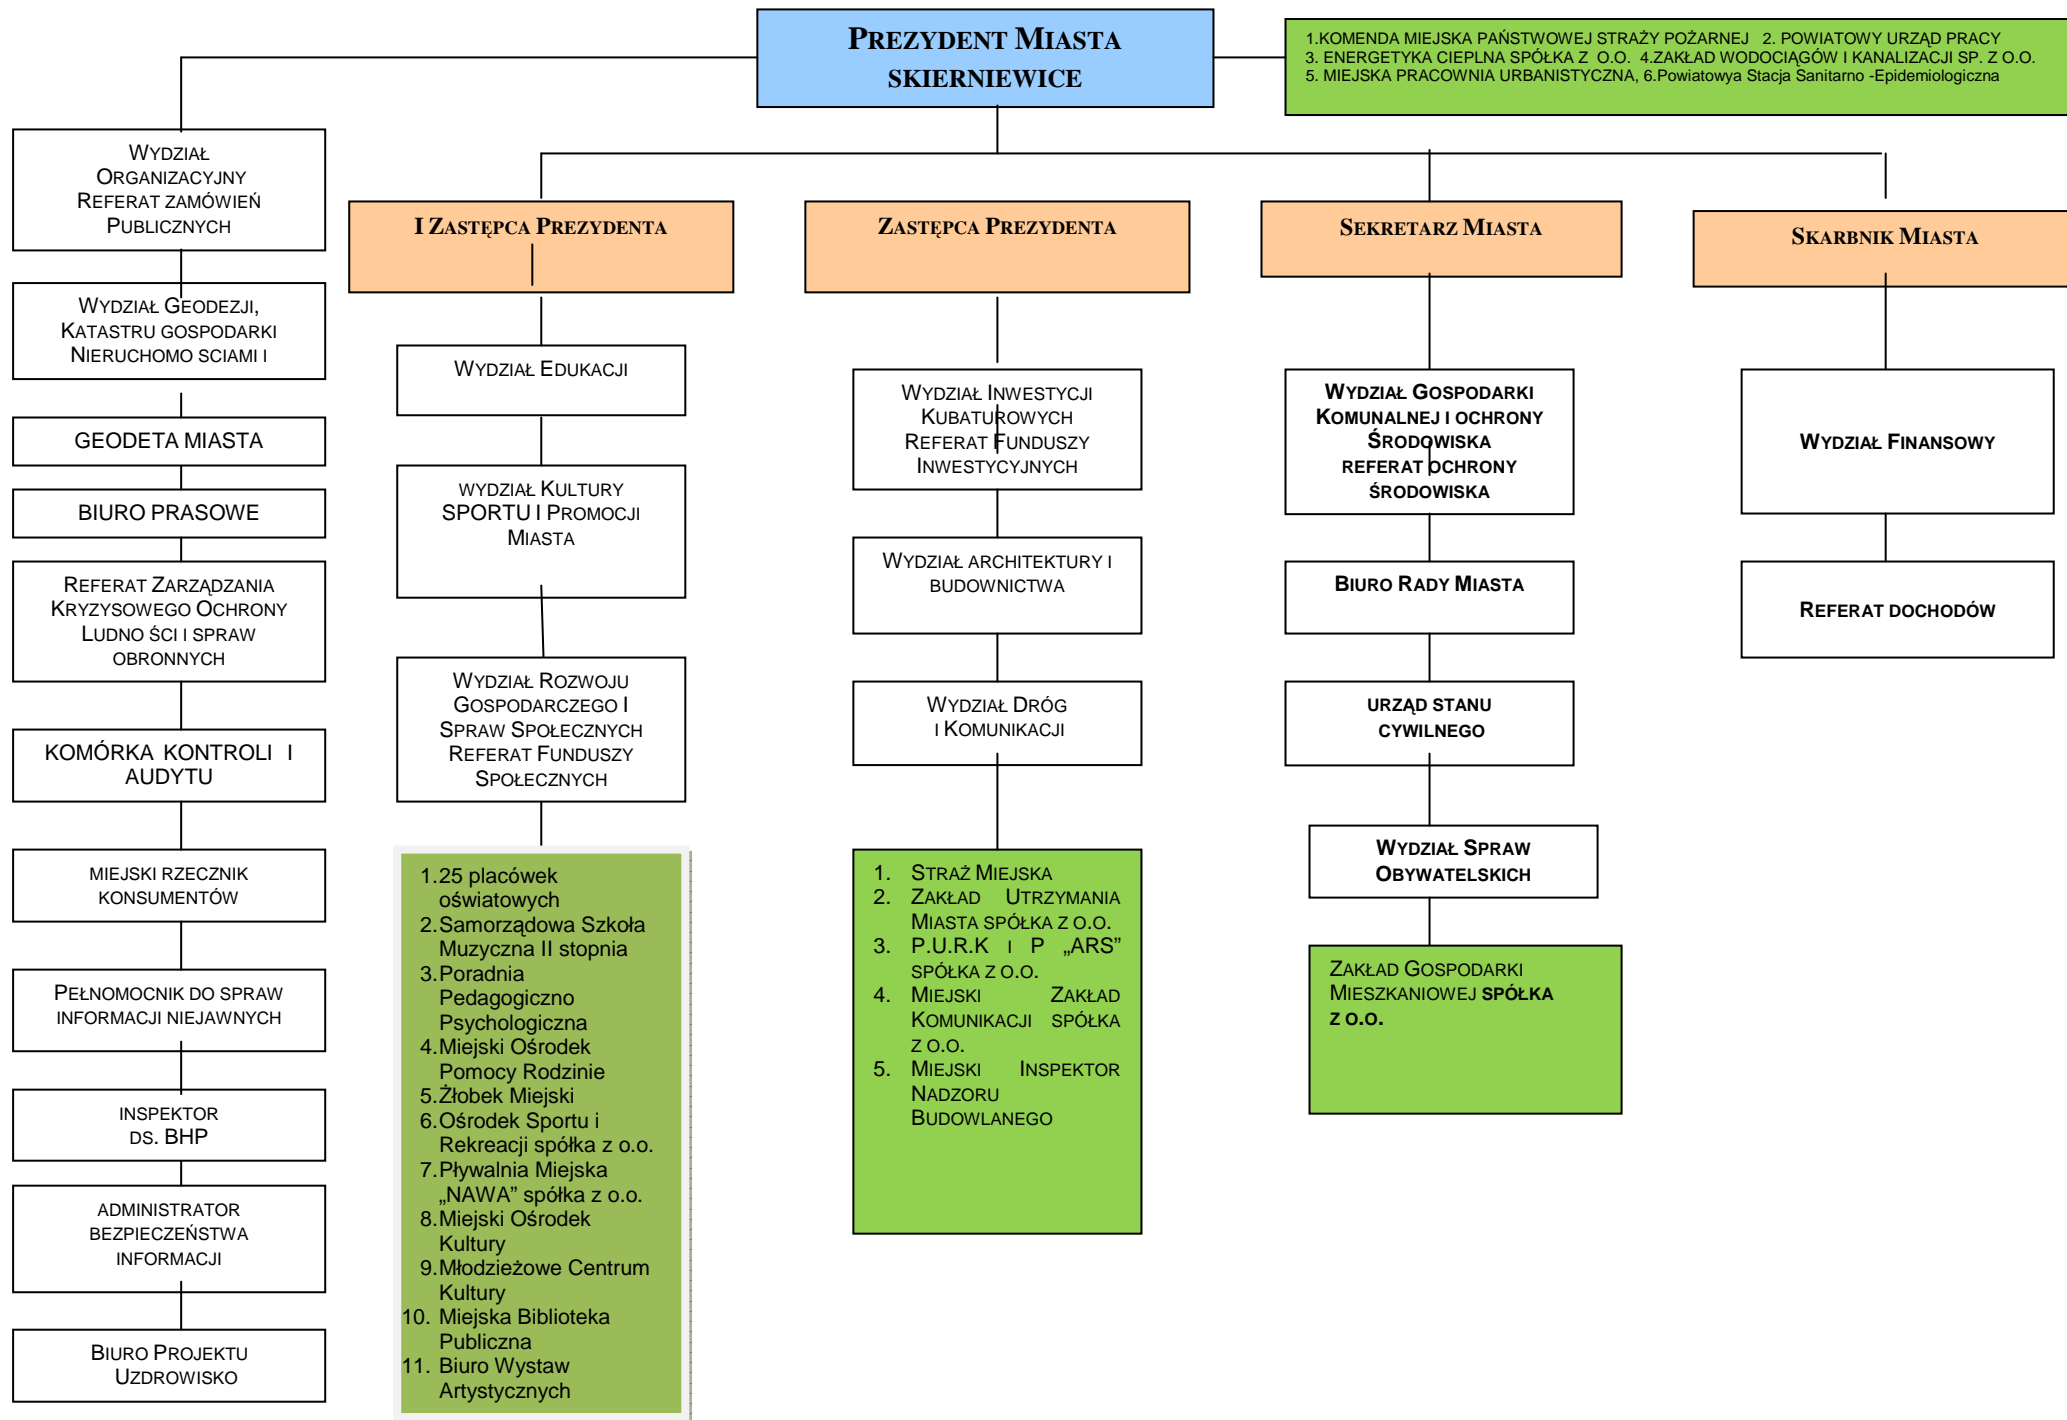 PREZYDENT MIASTA
SKIERNIEWICE
1.KOMENDA MIEJSKA PAŃSTWOWEJ STRAŻY POŻARNEJ 2. POWIATOWY URZĄD PRACY
3. ENERGETYKA CIEPLNA SPÓŁKA Z O.O. 4.ZAKŁAD WODOCIĄGÓW I KANALIZACJI SP. Z O.O.
5. MIEJSKA PRACOWNIA URBANISTYCZNA, 6.Powiatowya Stacja Sanitarno -Epidemiologiczna
WYDZIAŁ
ORGANIZACYJNY
REFERAT ZAMÓWIEŃ
PUBLICZNYCH
WYDZIAŁ GEODEZJI,
KATASTRU GOSPODARKI
NIERUCHOMO SCIAMI I
GEODETA MIASTA
BIURO PRASOWE
REFERAT ZARZĄDZANIA
KRYZYSOWEGO OCHRONY
LUDNO ŚCI I SPRAW
OBRONNYCH
KOMÓRKA KONTROLI I
AUDYTU
MIEJSKI RZECZNIK
KONSUMENTÓW
PEŁNOMOCNIK DO SPRAW
INFORMACJI NIEJAWNYCH
INSPEKTOR
DS. BHP
ADMINISTRATOR
BEZPIECZEŃSTWA
INFORMACJI
BIURO PROJEKTU
UZDROWISKO
I ZASTĘPCA PREZYDENTA
WYDZIAŁ EDUKACJI
WYDZIAŁ KULTURY
SPORTU I PROMOCJI
MIASTA
WYDZIAŁ ROZWOJU
GOSPODARCZEGO I
SPRAW SPOŁECZNYCH
REFERAT FUNDUSZY
SPOŁECZNYCH
1.25 placówek
oświatowych
2.Samorządowa Szkoła
Muzyczna II stopnia
3.Poradnia
Pedagogiczno
Psychologiczna
4.Miejski Ośrodek
Pomocy Rodzinie
5.Żłobek Miejski
6.Ośrodek Sportu i
Rekreacji spółka z o.o.
7.Pływalnia Miejska
„NAWA” spółka z o.o.
8.Miejski Ośrodek
Kultury
9.Młodzieżowe Centrum
Kultury
10. Miejska Biblioteka
Publiczna
11. Biuro Wystaw
Artystycznych
ZASTĘPCA PREZYDENTA
WYDZIAŁ INWESTYCJI
KUBATUROWYCH
REFERAT FUNDUSZY
INWESTYCYJNYCH
WYDZIAŁ ARCHITEKTURY I
BUDOWNICTWA
WYDZIAŁ DRÓG
I KOMUNIKACJI
1. STRAŻ MIEJSKA
2. ZAKŁAD UTRZYMANIA
MIASTA SPÓŁKA Z O.O.
3. P.U.R.K I P „ARS”
SPÓŁKA Z O.O.
4. MIEJSKI ZAKŁAD
KOMUNIKACJI SPÓŁKA
Z O.O.
5. MIEJSKI INSPEKTOR
NADZORU
BUDOWLANEGO
SEKRETARZ MIASTA
WYDZIAŁ GOSPODARKI
KOMUNALNEJ I OCHRONY
ŚRODOWISKA
REFERAT OCHRONY
ŚRODOWISKA
BIURO RADY MIASTA
URZĄD STANU
CYWILNEGO
WYDZIAŁ SPRAW
OBYWATELSKICH
ZAKŁAD GOSPODARKI
MIESZKANIOWEJ SPÓŁKA
Z O.O.
SKARBNIK MIASTA
WYDZIAŁ FINANSOWY
REFERAT DOCHODÓW